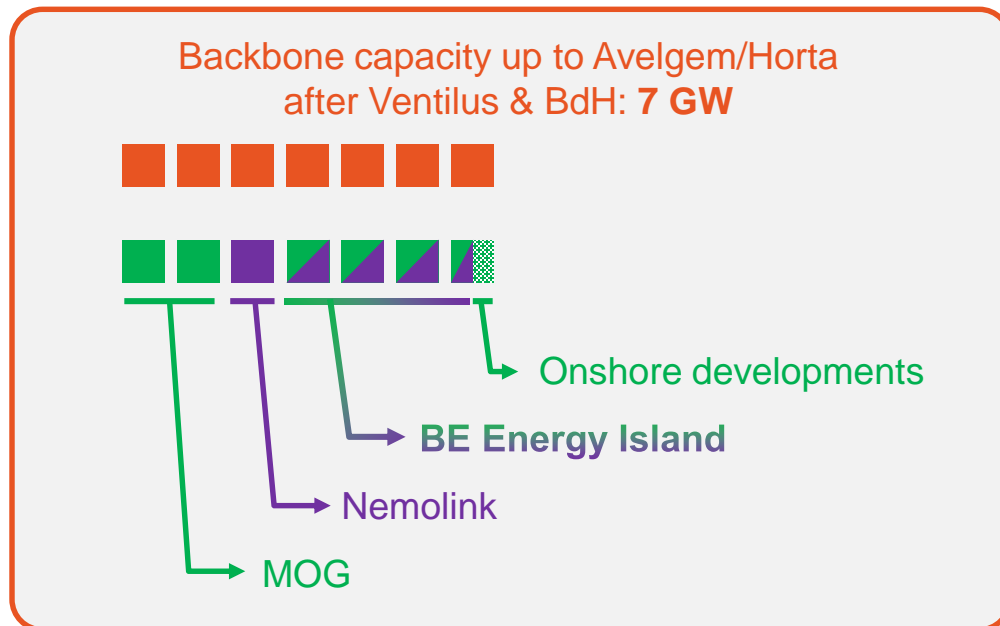 Backbone capacity up to Avelgem/Horta
after Ventilus & BdH: 7 GW
Onshore developments
BE Energy Island
Nemolink
MOG